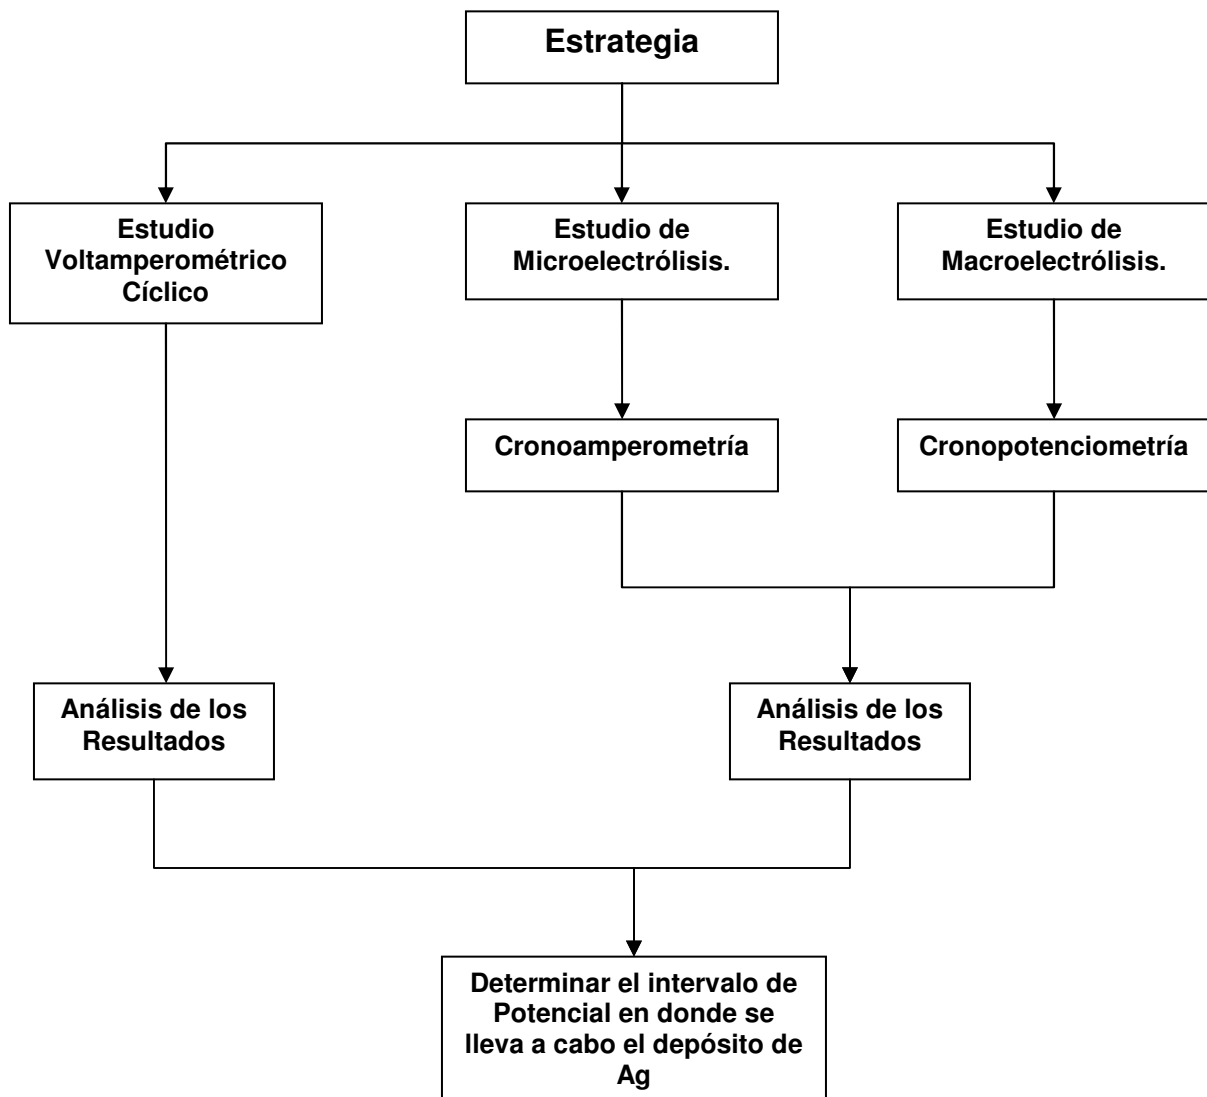 Estrategia
Estudio
Voltamperométrico
Cíclico
Estudio de
Microelectrólisis.
Estudio de
Macroelectrólisis.
Cronoamperometría
Cronopotenciometría
Análisis de los
Resultados
Análisis de los
Resultados
Determinar el intervalo de
Potencial en donde se
lleva a cabo el depósito de
Ag